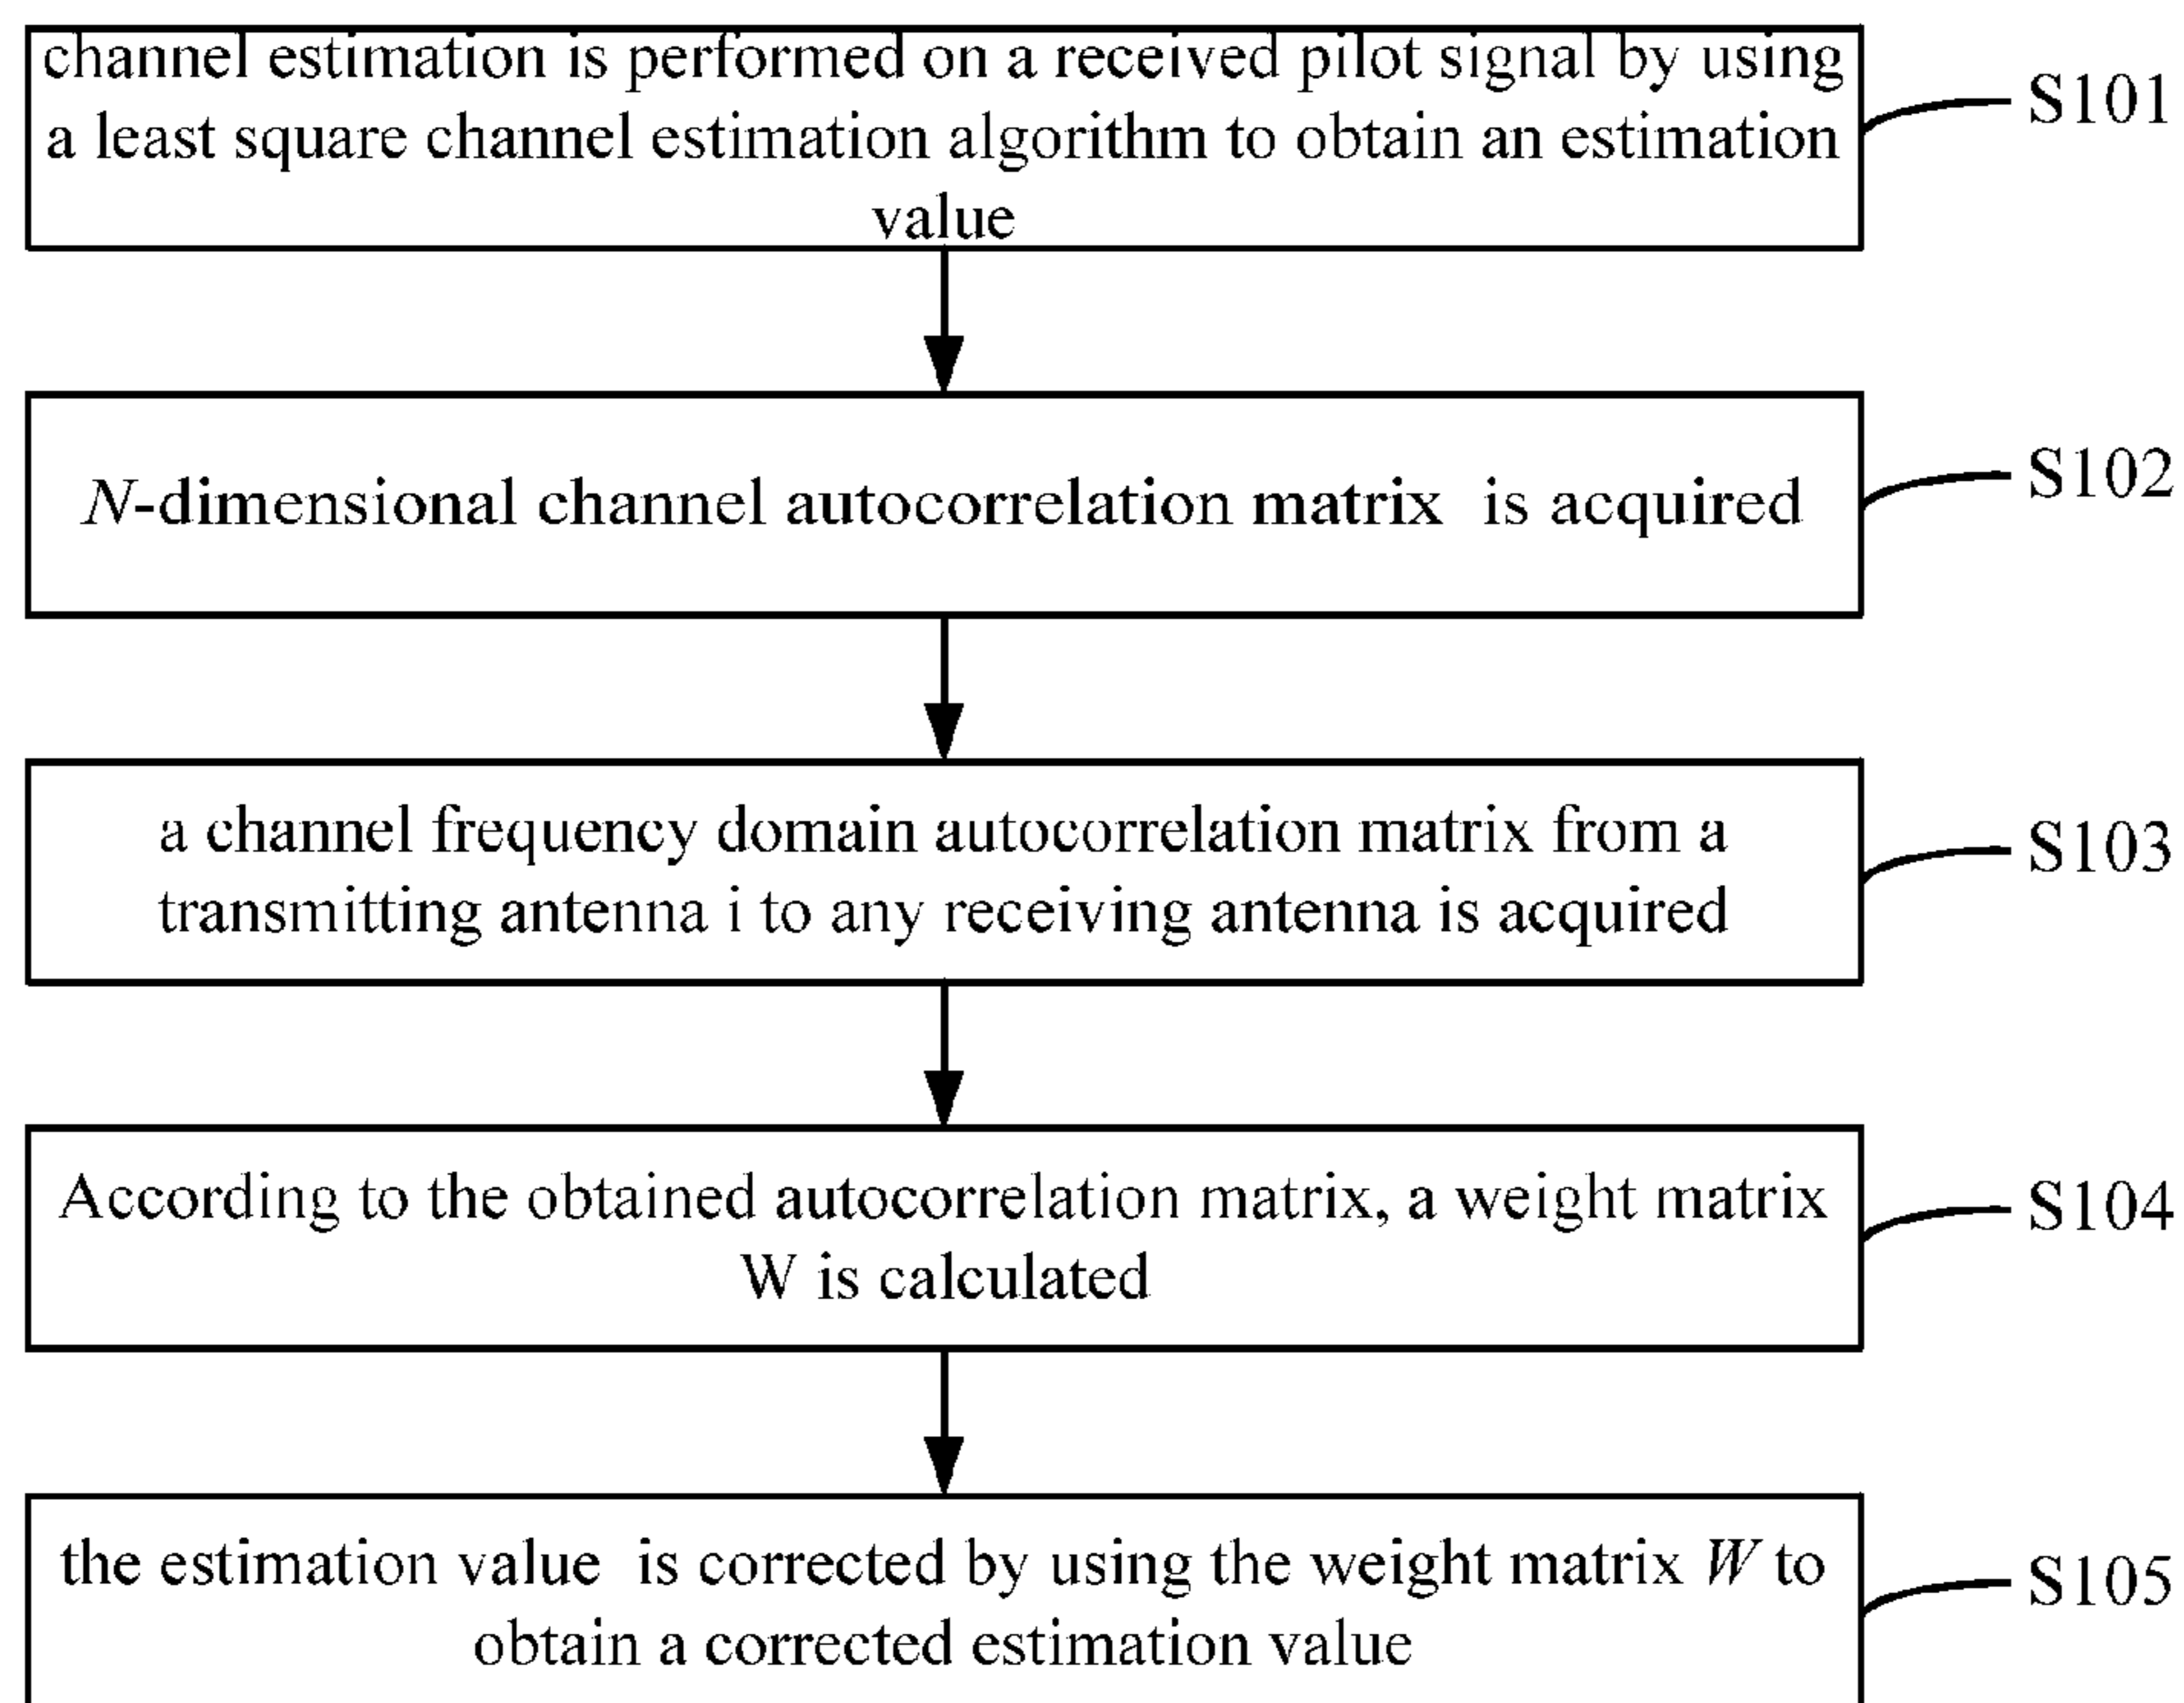 channel estimation is performed on a received pilot signal by using
a least square channel estimation algorithm to obtain an estimation
value
S101
N-dimensional channel autocorrelation matrix is acquired
S102
a channel frequency domain autocorrelation matrix from a
transmitting antenna i to any receiving antenna is acquired
S103
According to the obtained autocorrelation matrix, a weight matrix
W is calculated
S104
the estimation value is corrected by using the weight matrix W to
obtain a corrected estimation value
S105